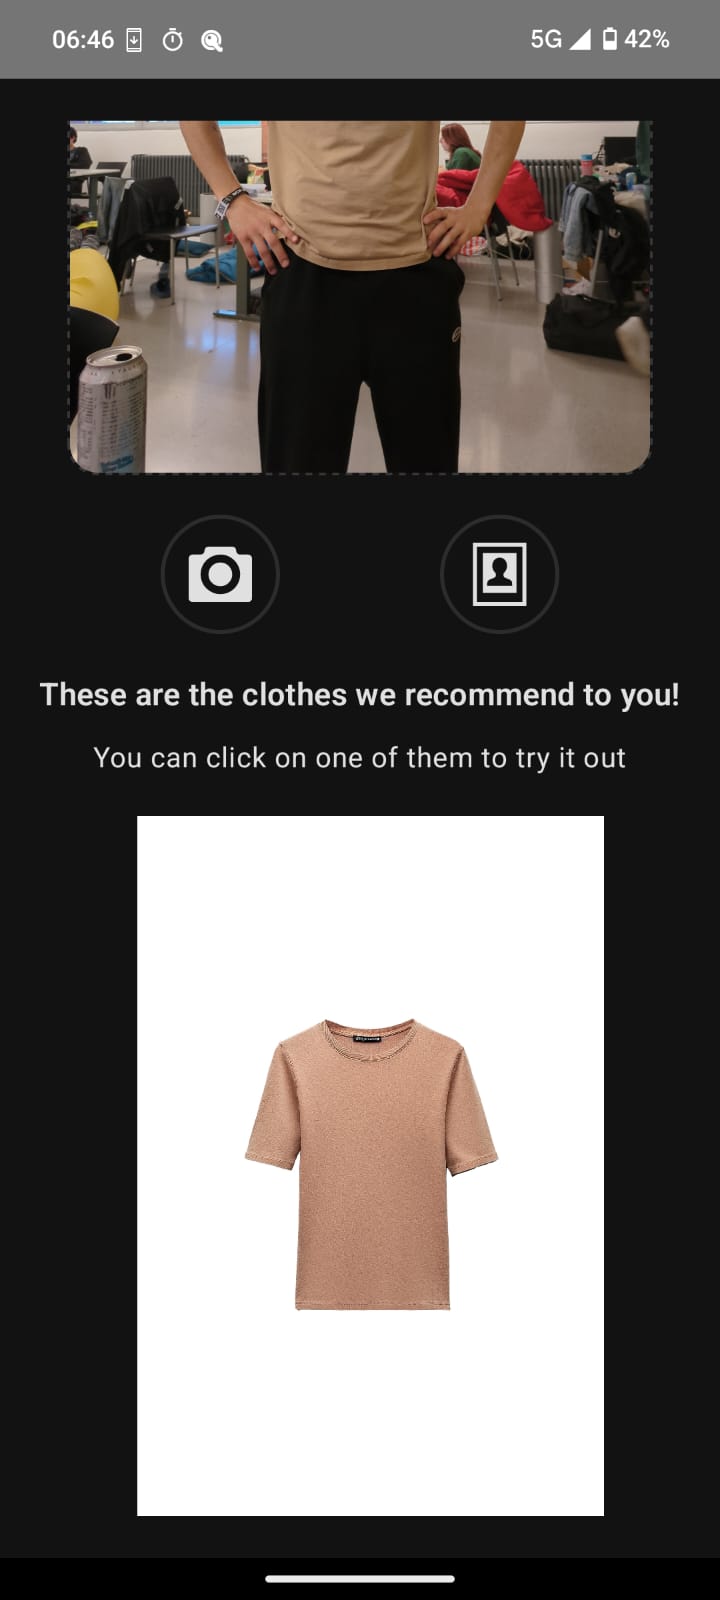 06:46
5G 42%
These are the clothes we recommend to you!
You can click on one of them to try it out